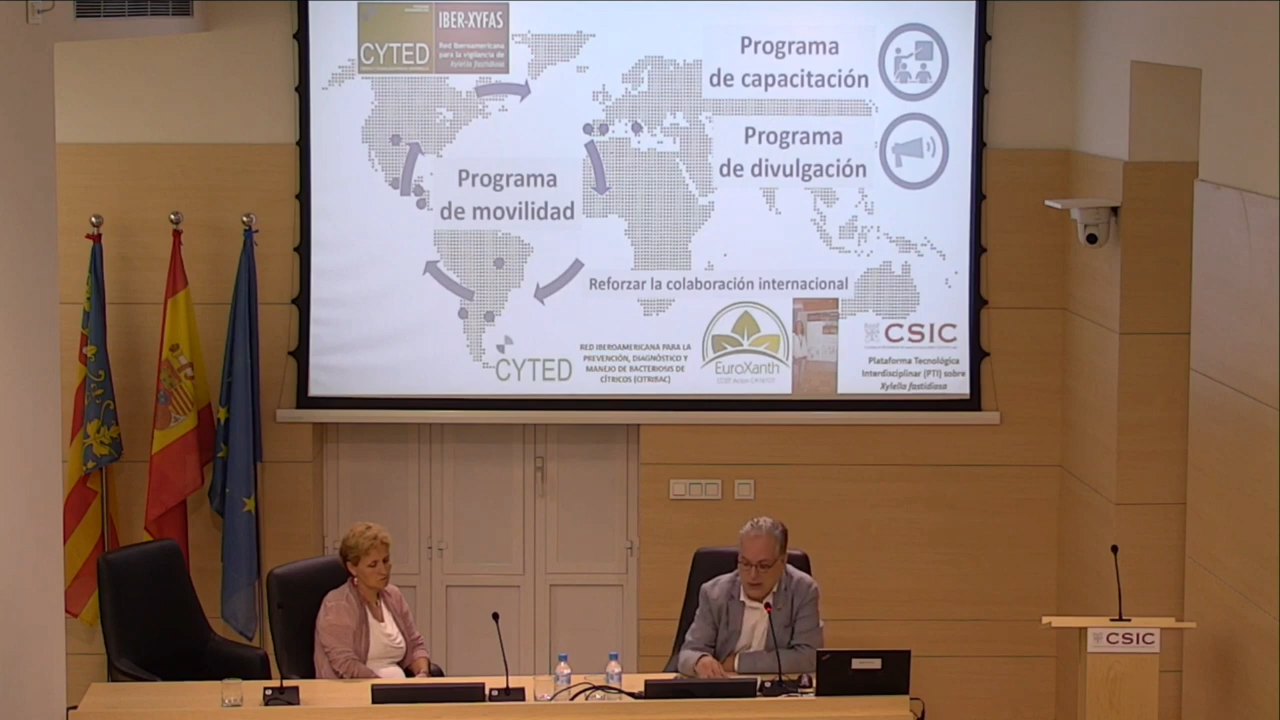 CYTED
IBER-XYFAS
Red Iberoamericana
para la vigilancia de
Xylella fastidiosa
Programa
de capacitación
Programa
de divulgación
Programa
de movilidad
Reforzar la colaboración internacional
CYTED
RED IBEROAMERICANA PARA LA
PREVENCIÓN, DIAGNÓSTICO Y
MANEJO DE BACTERIOSIS DE
CÍTRICOS (CITRIBAC)
EuroXanth
CSIC
Plataforma Tecnológica
Interdisciplinar (PTI) sobre
Xylella fastidiosa
CSIC